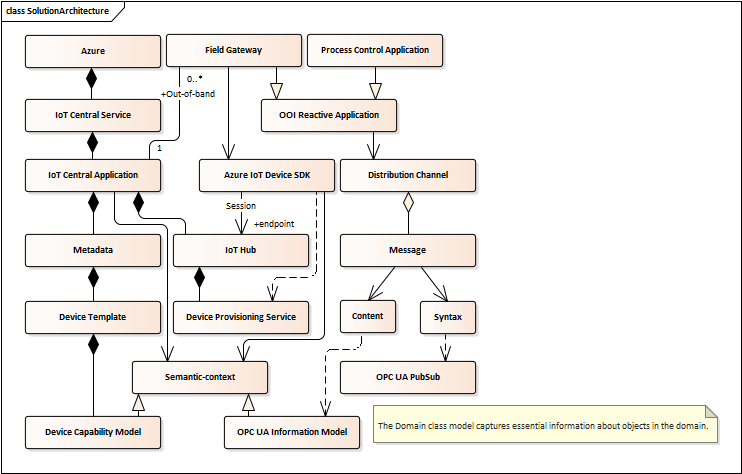 class SolutionArchitecture
Azure
Field Gateway
Process Control Application
0..*
+Out-of-band
IoT Central Service
OOI Reactive Application
1
IoT Central Application
Azure IoT Device SDK
Distribution Channel
Session
+endpoint
Metadata
IoT Hub
Message
Device Template
Device Provisioning Service
Content
Syntax
Semantic-context
OPC UA PubSub
Device Capability Model
OPC UA Information Model
The Domain class model captures essential information about objects in the domain.